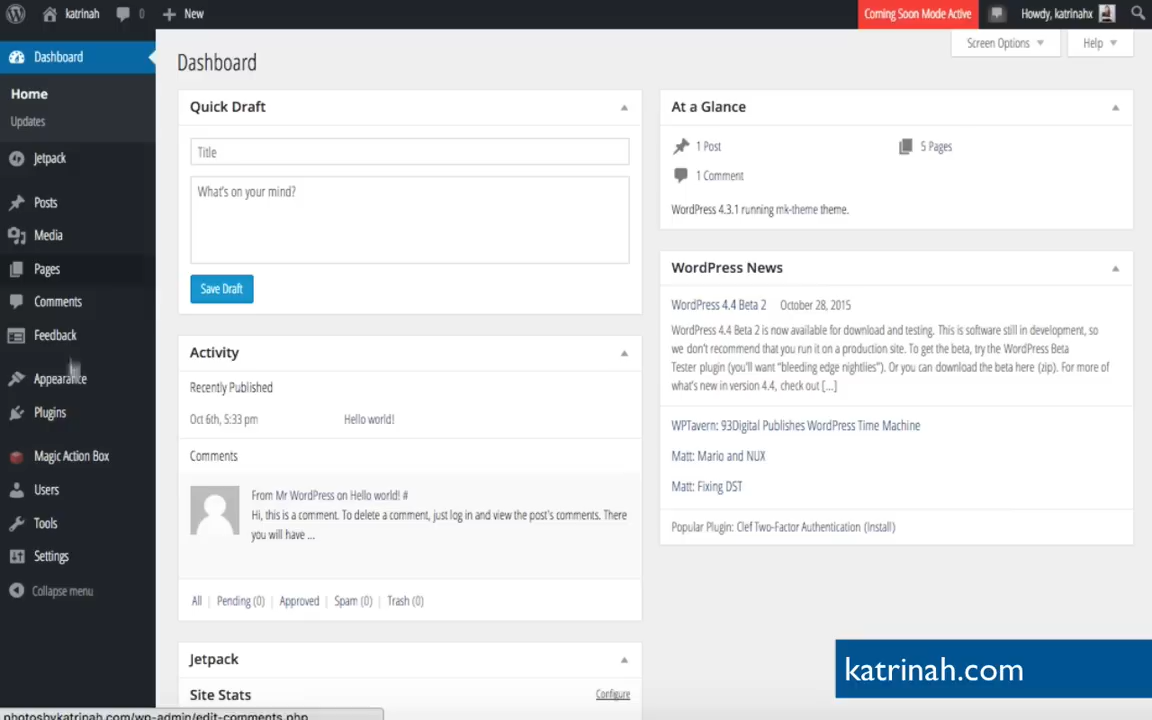 katrinah 0 New Coming Soon Mode Active Howdy, katrinahx
Dashboard
Home
Updates
Jetpack
Posts
Media
Pages
Comments
Feedback
Appearance
Plugins
Magic Action Box
Users
Tools
Settings
Collapse menu
Screen Options Help
Dashboard
Quick Draft
Title
What's on your mind?
Save Draft
Activity
Recently Published
Oct 6th, 5:33 pm Hello world!
Comments
From Mr WordPress on Hello world! #
Hi, this is a comment. To delete a comment, just log in and view the post's comments. There
you will have ...
All | Pending (0) | Approved | Spam (0) | Trash (0)
Jetpack
Site Stats Configure
At a Glance
1 Post 5 Pages
1 Comment
WordPress 4.3.1 running mk-theme theme.
WordPress News
WordPress 4.4 Beta 2 October 28, 2015
WordPress 4.4 Beta 2 is now available for download and testing. This is software still in development, so
we don't recommend that you run it on a production site. To get the beta, try the WordPress Beta
Tester plugin (you'll want "bleeding edge nightlies"). Or you can download the beta here (zip). For more of
what's new in version 4.4, check out [...]
WPTavern: 93Digital Publishes WordPress Time Machine
Matt: Mario and NUX
Matt: Fixing DST
Popular Plugin: Clef Two-Factor Authentication (Install)
katrinah.com
photosbykatrinah.com/wp-admin/edit-comments.php